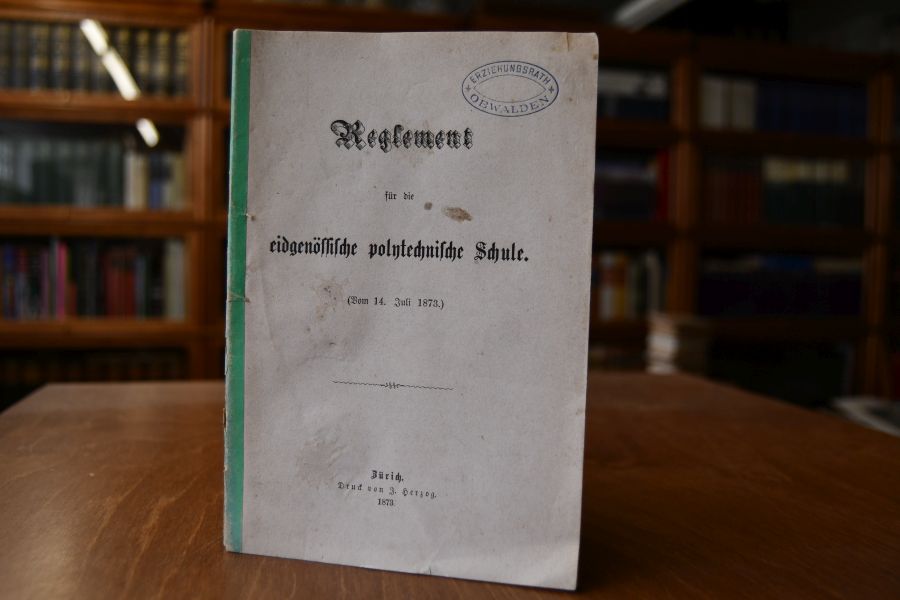 ERZIEHUNGSRATH
OBWALDEN
Reglement
für die
eidgenössische polytechnische Schule.
(Vom 14. Juli 1873.)
Zürich.
Druck von J. Herzog.
1873.